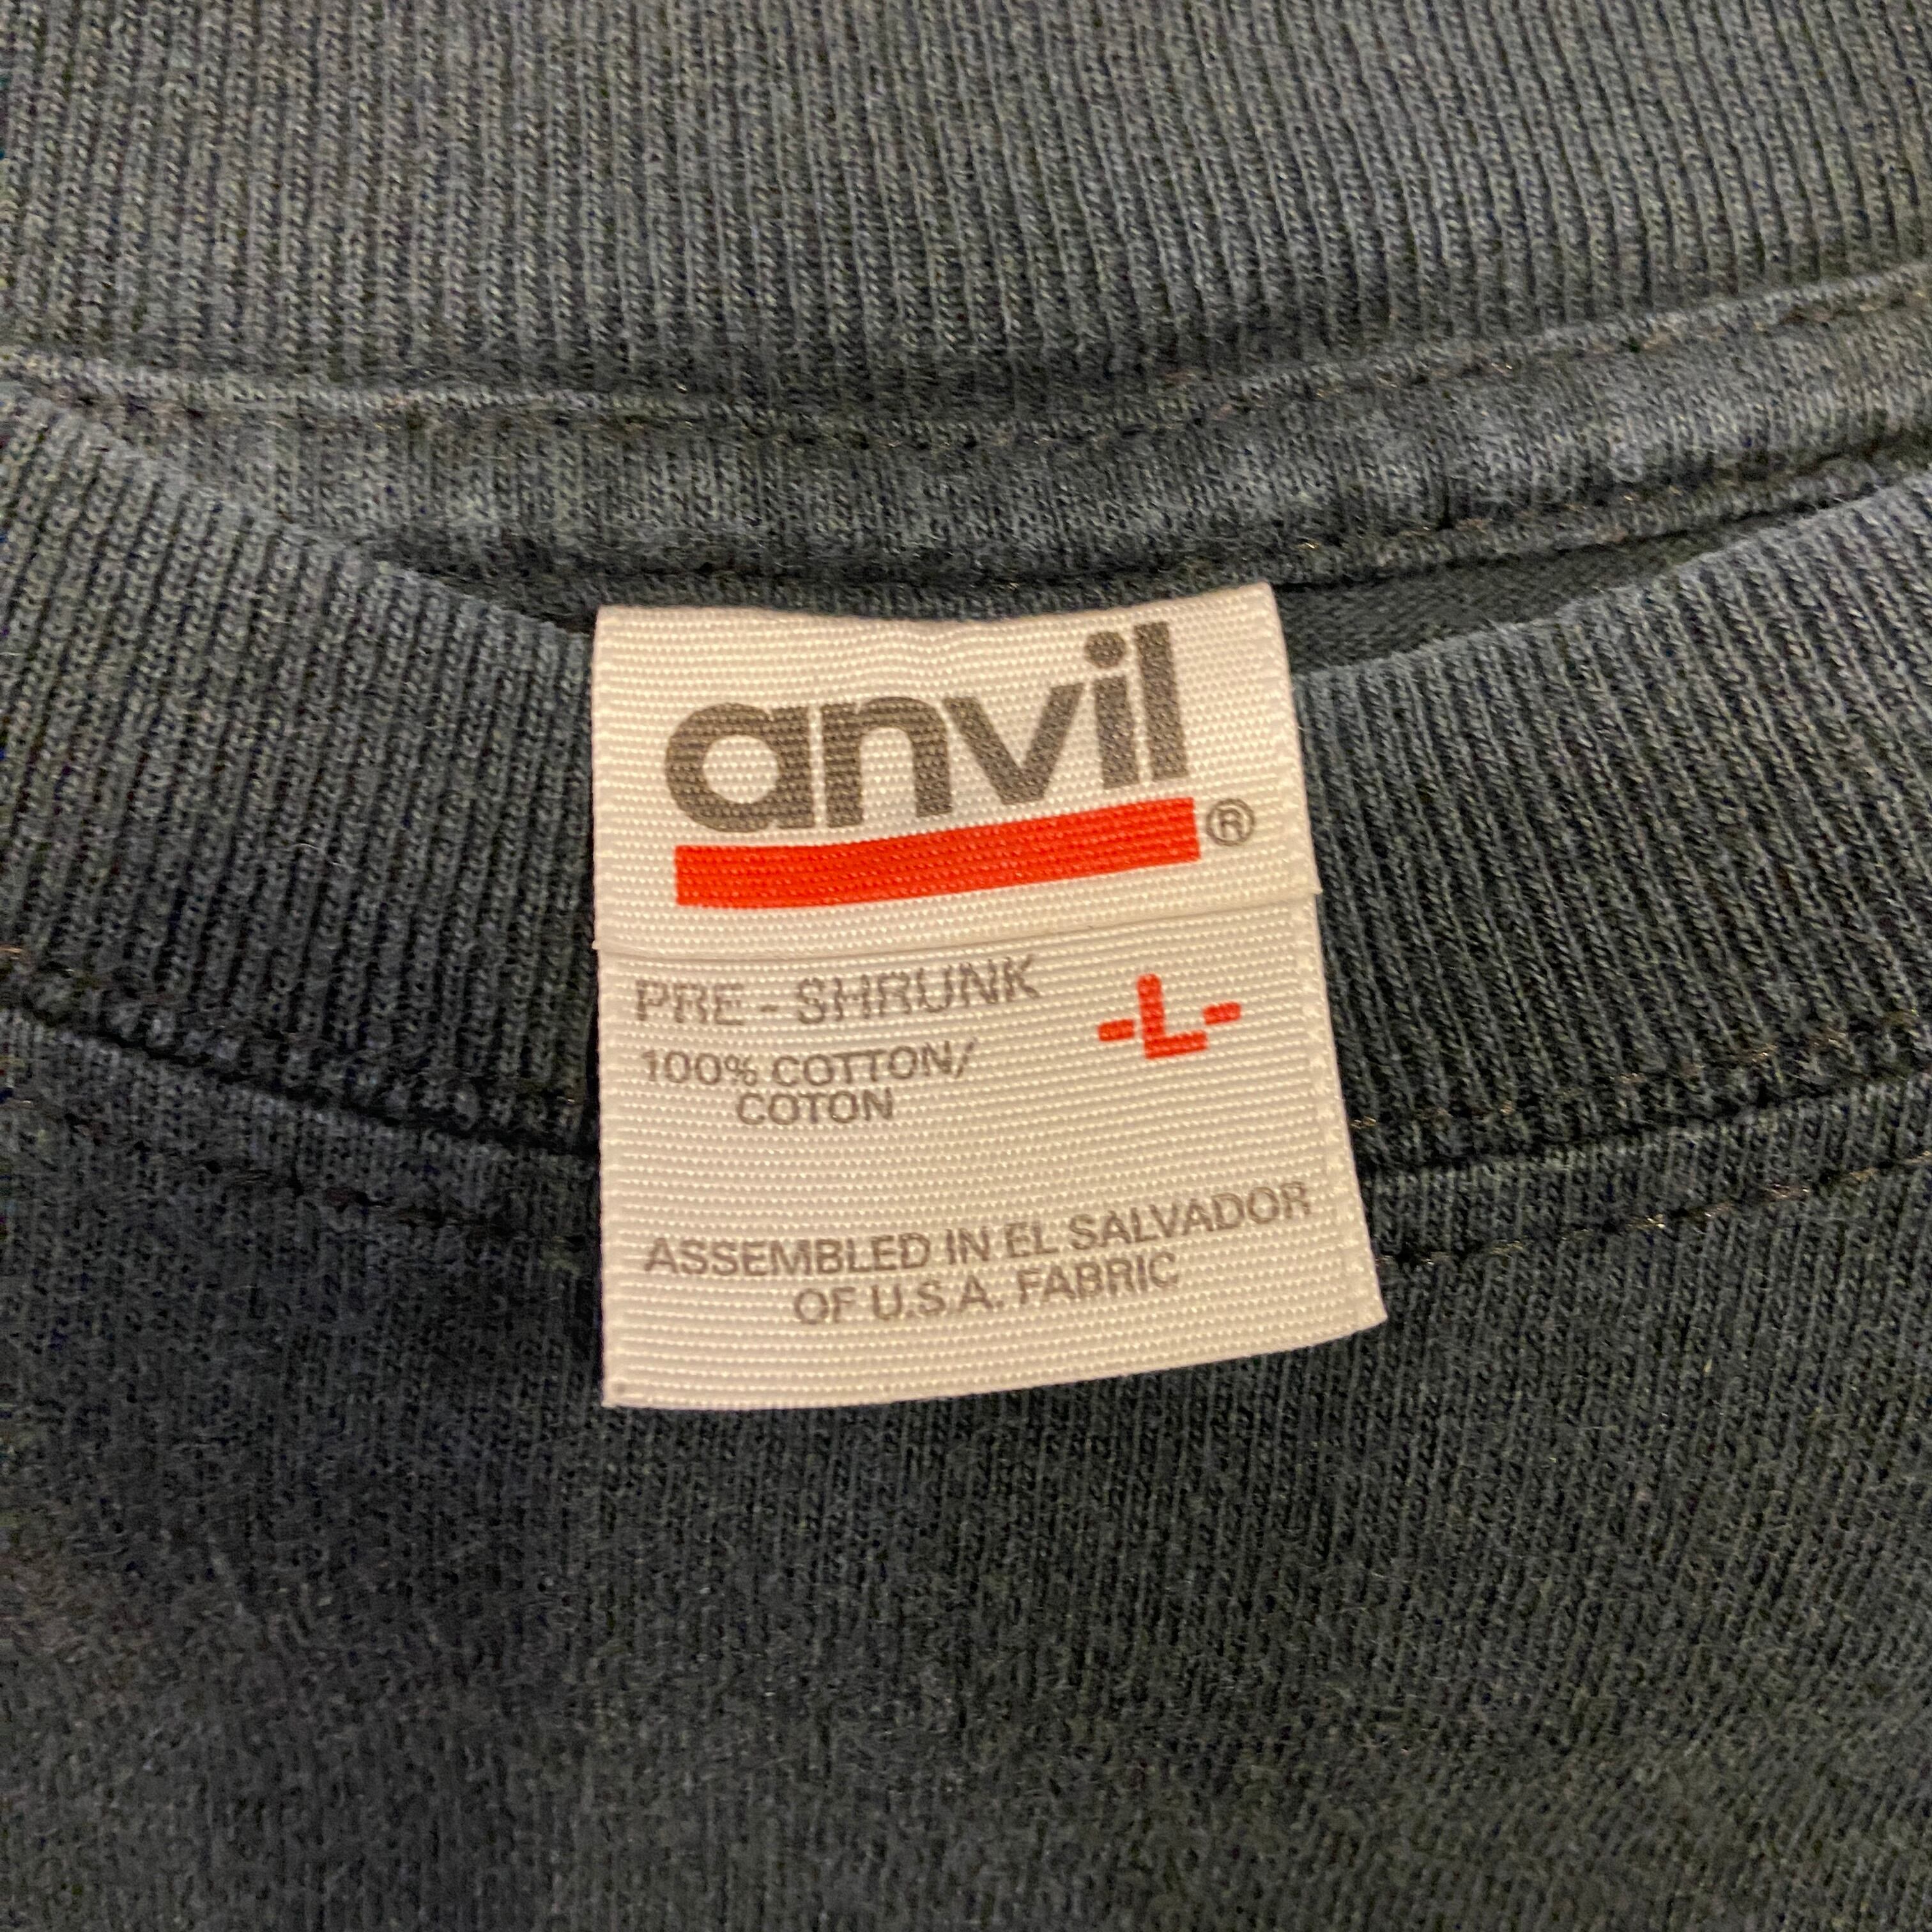 anvil®
PRE-SHRUNK -L-
100% COTTON/
COTON
ASSEMBLED IN EL SALVADOR
OF U.S.A. FABRIC